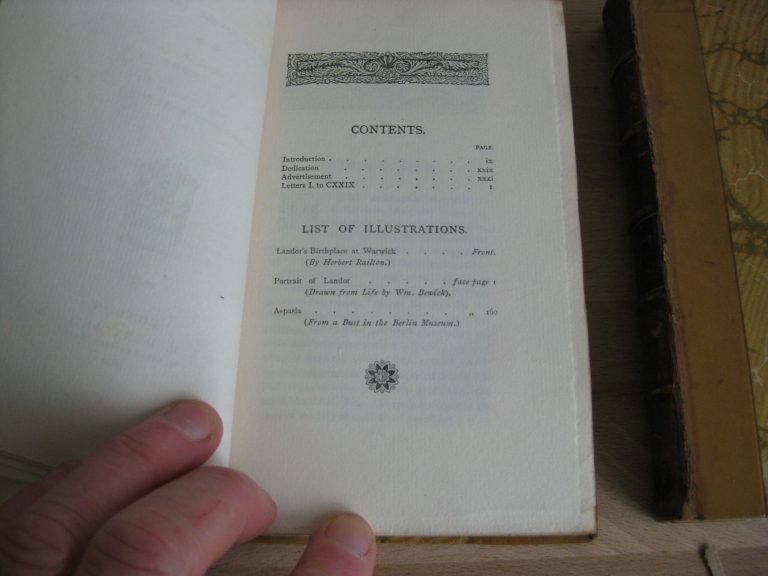 CONTENTS.
PAGE
Introduction . . . . . . . . ix
Dedication . . . . . . . xxix
Advertisement . . . . . . . xxxi
Letters I. to CXXIX . . . . . . . 1
LIST OF ILLUSTRATIONS.
Landor's Birthplace at Warwick . . . . Front.
(By Herbert Railton.)
Portrait of Landor . . . . . face page 1
(Drawn from Life by Wm. Bewick).
Aspasia . . . . . . . . „ 160
(From a Bust in the Berlin Museum.)